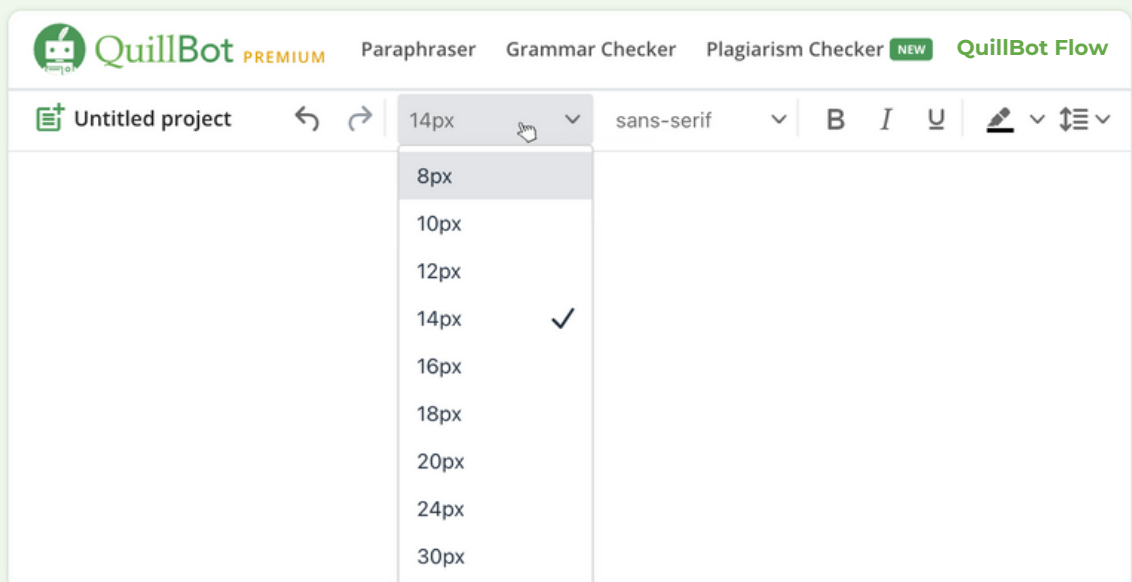 QuillBot PREMIUM Paraphraser Grammar Checker Plagiarism Checker NEW QuillBot Flow
Untitled project 14px sans-serif B I U
8px
10px
12px
14px
16px
18px
20px
24px
30px